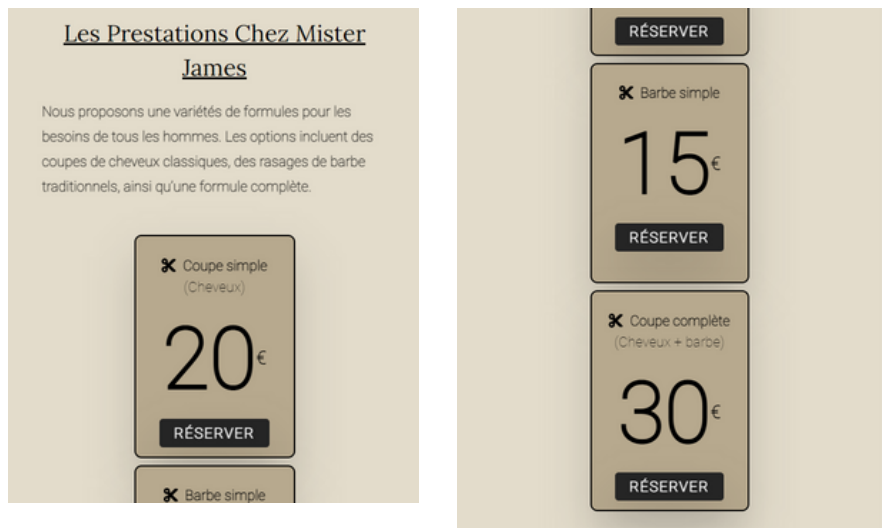 Les Prestations Chez Mister
James
Nous proposons une variétés de formules pour les
besoins de tous les hommes. Les options incluent des
coupes de cheveux classiques, des rasages de barbe
traditionnels, ainsi qu'une formule complète.
Coupe simple
(Cheveux)
20€
RÉSERVER
Barbe simple
RÉSERVER
Barbe simple
15€
RÉSERVER
Coupe complète
(Cheveux + barbe)
30€
RÉSERVER